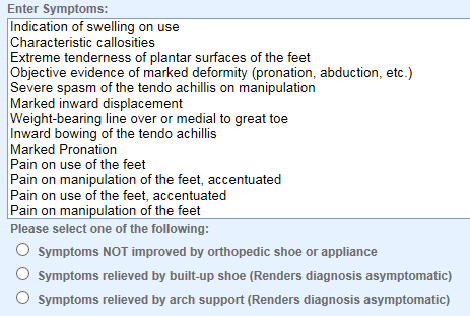 Enter Symptoms:
Indication of swelling on use
Characteristic callosities
Extreme tenderness of plantar surfaces of the feet
Objective evidence of marked deformity (pronation, abduction, etc.)
Severe spasm of the tendo achillis on manipulation
Marked inward displacement
Weight-bearing line over or medial to great toe
Inward bowing of the tendo achillis
Marked Pronation
Pain on use of the feet
Pain on manipulation of the feet, accentuated
Pain on use of the feet, accentuated
Pain on manipulation of the feet
Please select one of the following:
Symptoms NOT improved by orthopedic shoe or appliance
Symptoms relieved by built-up shoe (Renders diagnosis asymptomatic)
Symptoms relieved by arch support (Renders diagnosis asymptomatic)